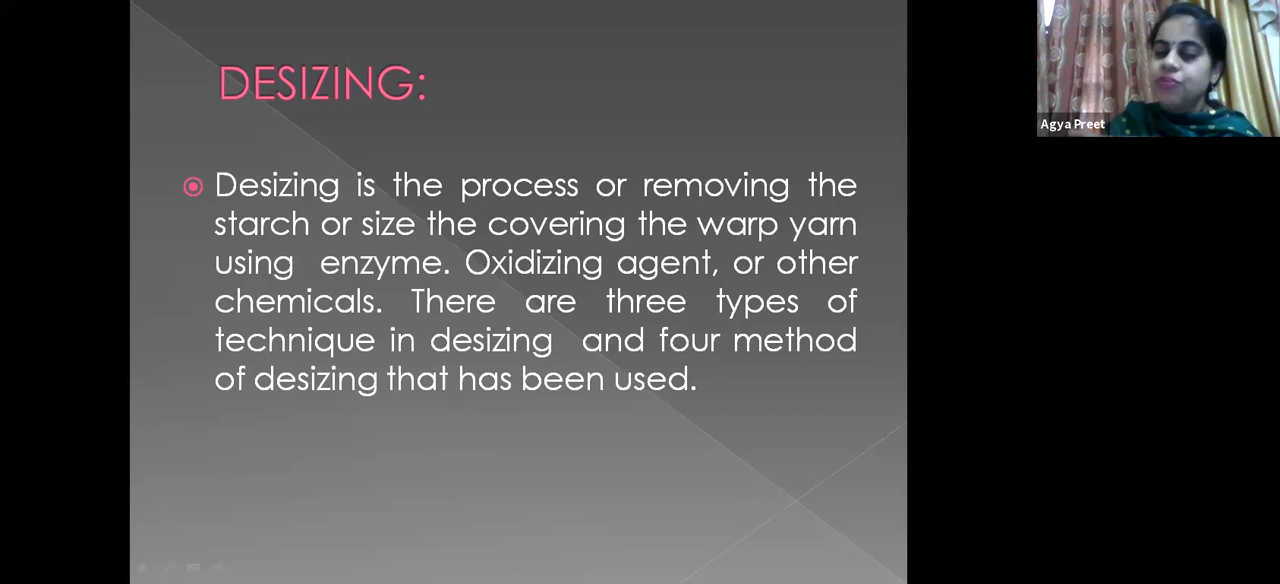 DESIZING:
Desizing is the process or removing the
starch or size the covering the warp yarn
using enzyme. Oxidizing agent, or other
chemicals. There are three types of
technique in desizing and four method
of desizing that has been used.
Agya Preet